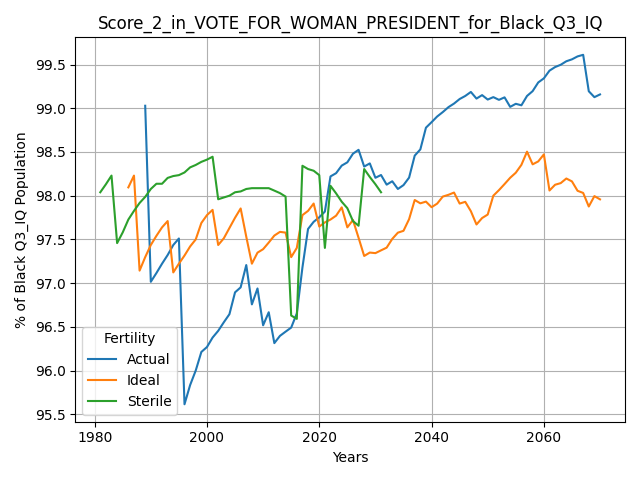 Score_2_in_VOTE_FOR_WOMAN_PRESIDENT_for_Black_Q3_IQ
99.5
99.0
98.5
98.0
97.5
97.0
96.5
96.0
95.5
% of Black Q3_IQ Population
Fertility
Actual
Ideal
Sterile
1980
2000
2020
2040
2060
Years